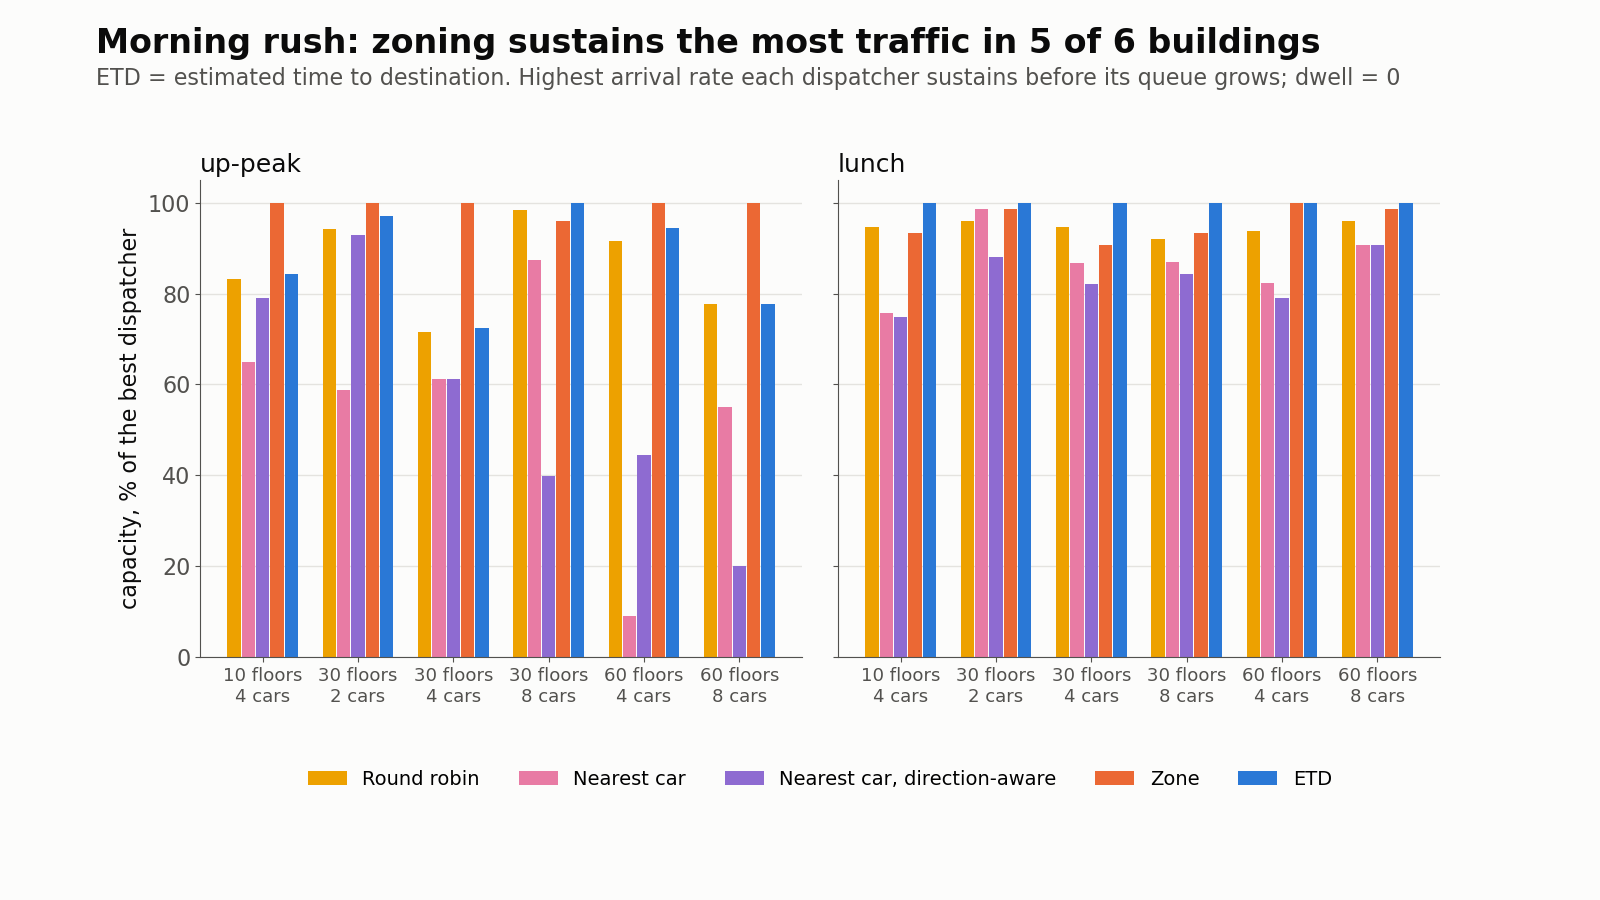 Morning rush: zoning sustains the most traffic in 5 of 6 buildings
ETD = estimated time to destination. Highest arrival rate each dispatcher sustains before its queue grows; dwell = 0
up-peak
lunch
capacity, % of the best dispatcher
100
80
60
40
20
0
10 floors 30 floors 30 floors 30 floors 60 floors 60 floors
4 cars 2 cars 4 cars 8 cars 4 cars 8 cars
10 floors 30 floors 30 floors 30 floors 60 floors 60 floors
4 cars 2 cars 4 cars 8 cars 4 cars 8 cars
Round robin Nearest car Nearest car, direction-aware Zone ETD